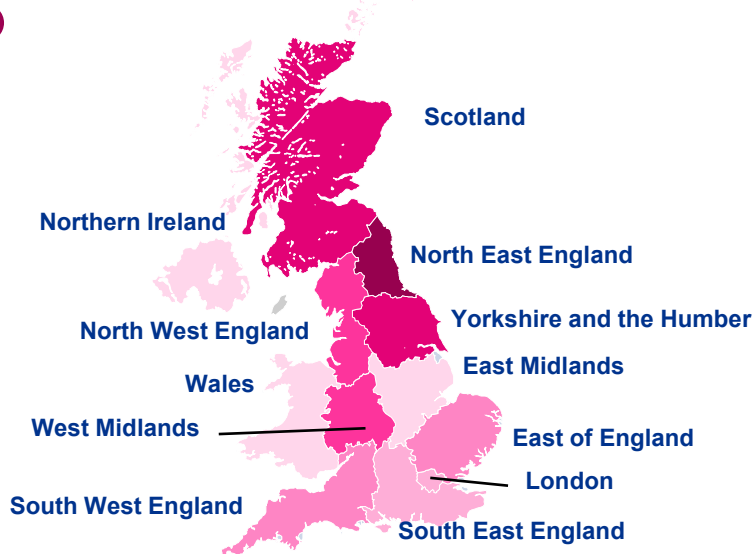 Scotland
Northern Ireland
North East England
Yorkshire and the Humber
North West England
East Midlands
Wales
West Midlands
East of England
London
South West England
South East England